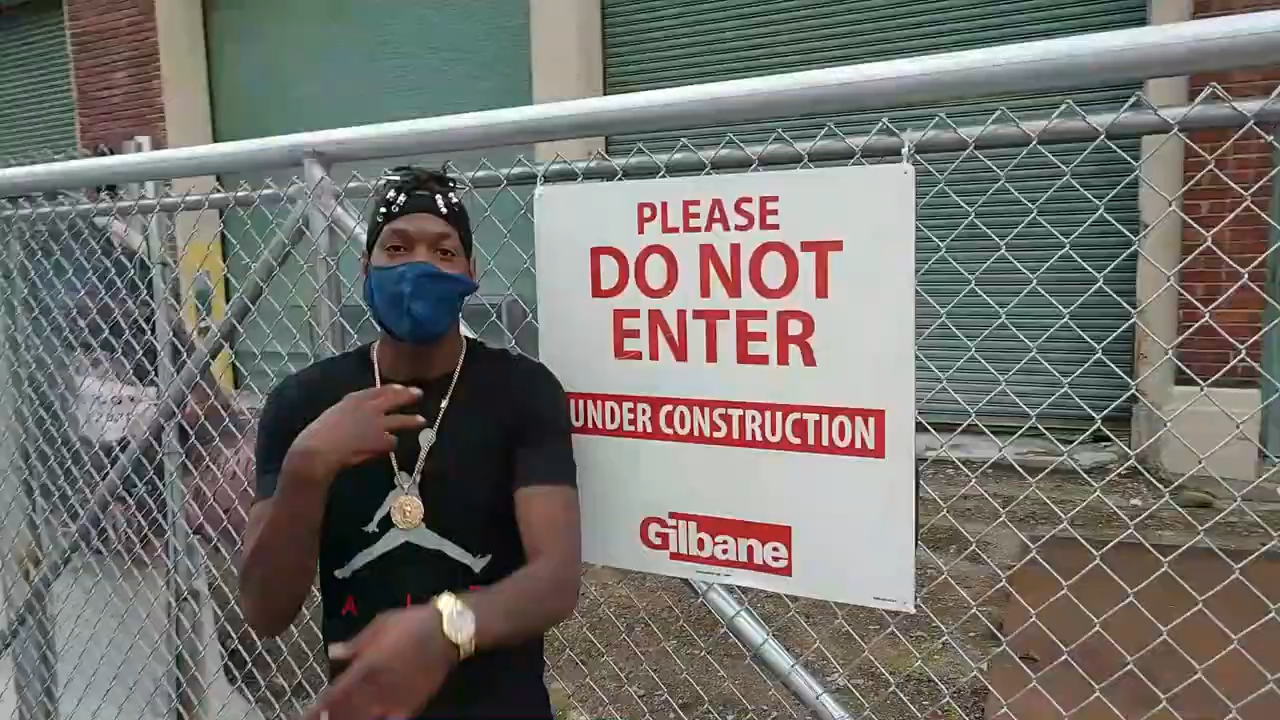 PLEASE
DO NOT
ENTER
UNDER CONSTRUCTION
Gilbane
A I R